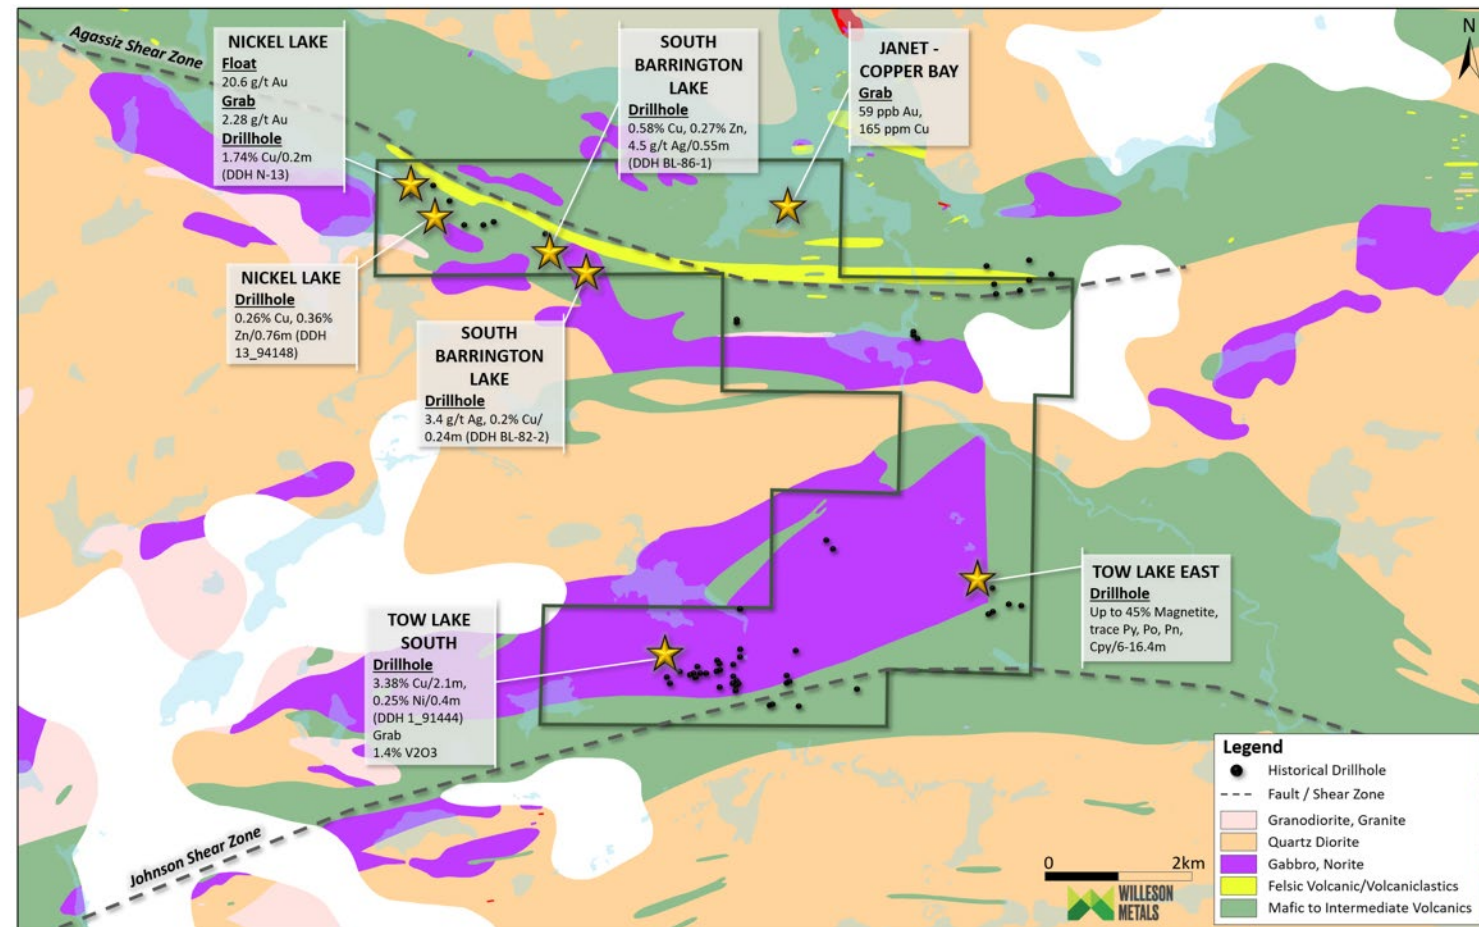 Agassiz Shear Zone
NICKEL LAKE
Float
20.6 g/t Au
Grab
2.28 g/t Au
Drillhole
1.74% Cu/0.2m
(DDH N-13)
SOUTH
BARRINGTON
LAKE
Drillhole
0.58% Cu, 0.27% Zn,
4.5 g/t Ag/0.55m
(DDH BL-86-1)
JANET -
COPPER BAY
Grab
59 ppb Au,
165 ppm Cu
N
NICKEL LAKE
Drillhole
0.26% Cu, 0.36%
Zn/0.76m (DDH
13_94148)
SOUTH
BARRINGTON
LAKE
Drillhole
3.4 g/t Ag, 0.2% Cu/
0.24m (DDH BL-82-2)
TOW LAKE EAST
Drillhole
Up to 45% Magnetite,
trace Py, Po, Pn,
Cpy/6-16.4m
TOW LAKE
SOUTH
Drillhole
3.38% Cu/2.1m,
0.25% Ni/0.4m
(DDH 1_91444)
Grab
1.4% V2O3
Johnson Shear Zone
0 2km
WILLESON
METALS
Legend
Historical Drillhole
Fault / Shear Zone
Granodiorite, Granite
Quartz Diorite
Gabbro, Norite
Felsic Volcanic/Volcaniclastics
Mafic to Intermediate Volcanics